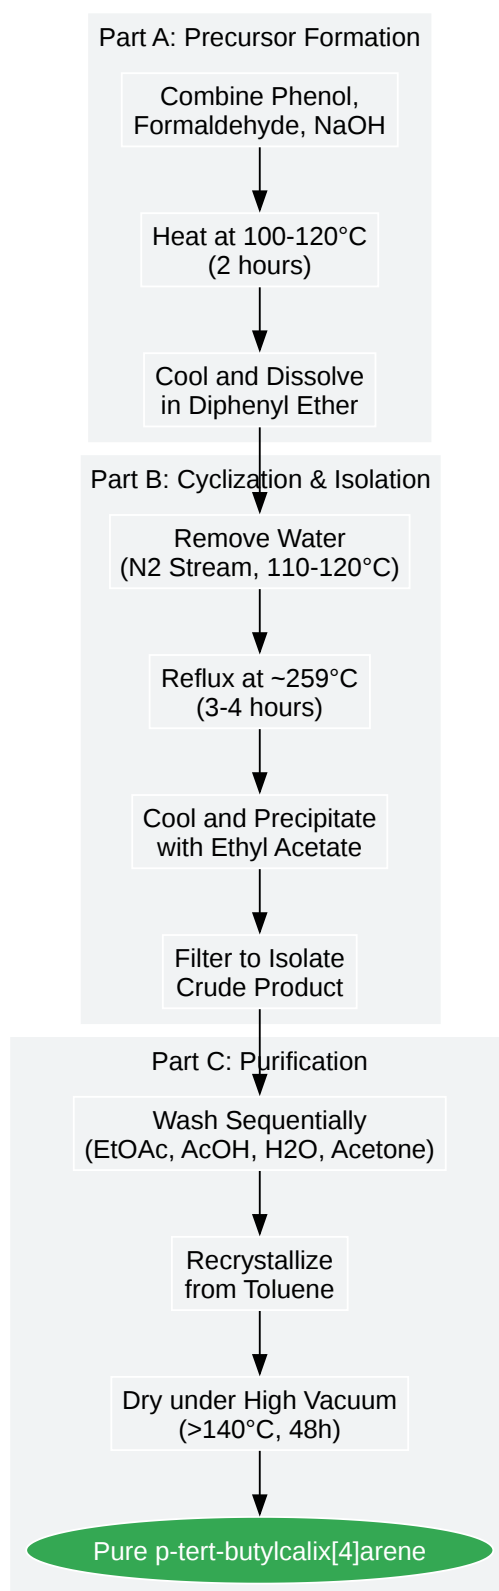 Part A: Precursor Formation
Combine Phenol,
Formaldehyde, NaOH
Heat at 100-120°C
(2 hours)
Cool and Dissolve
in Diphenyl Ether
Part B: Cyclization & Isolation
Remove Water
(N2 Stream, 110-120°C)
Reflux at ~259°C
(3-4 hours)
Cool and Precipitate
with Ethyl Acetate
Filter to Isolate
Crude Product
Part C: Purification
Wash Sequentially
(EtOAc, AcOH, H2O, Acetone)
Recrystallize
from Toluene
Dry under High Vacuum
(>140°C, 48h)
Pure p-tert-butylcalix[4]arene